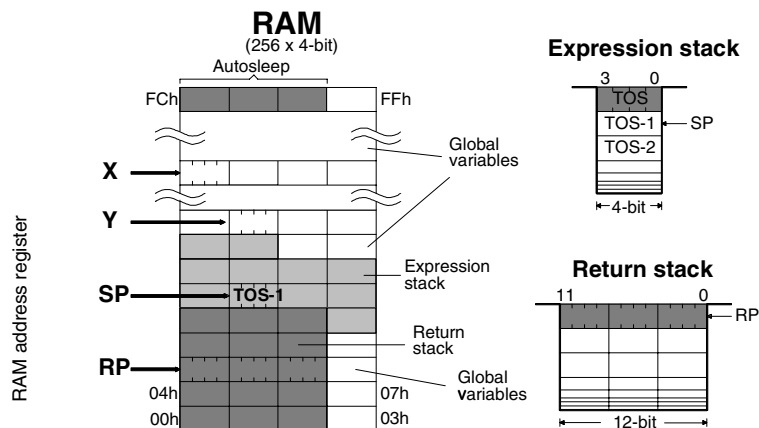 RAM
(256 x 4-bit)
Autosleep
FCh
FFh
Global
variables
X
Y
SP
TOS-1
Expression
stack
Return
stack
RP
04h
07h
Global
variables
00h
03h
RAM address register
Expression stack
3 0
TOS
TOS-1
SP
TOS-2
4-bit
Return stack
11 0
RP
12-bit